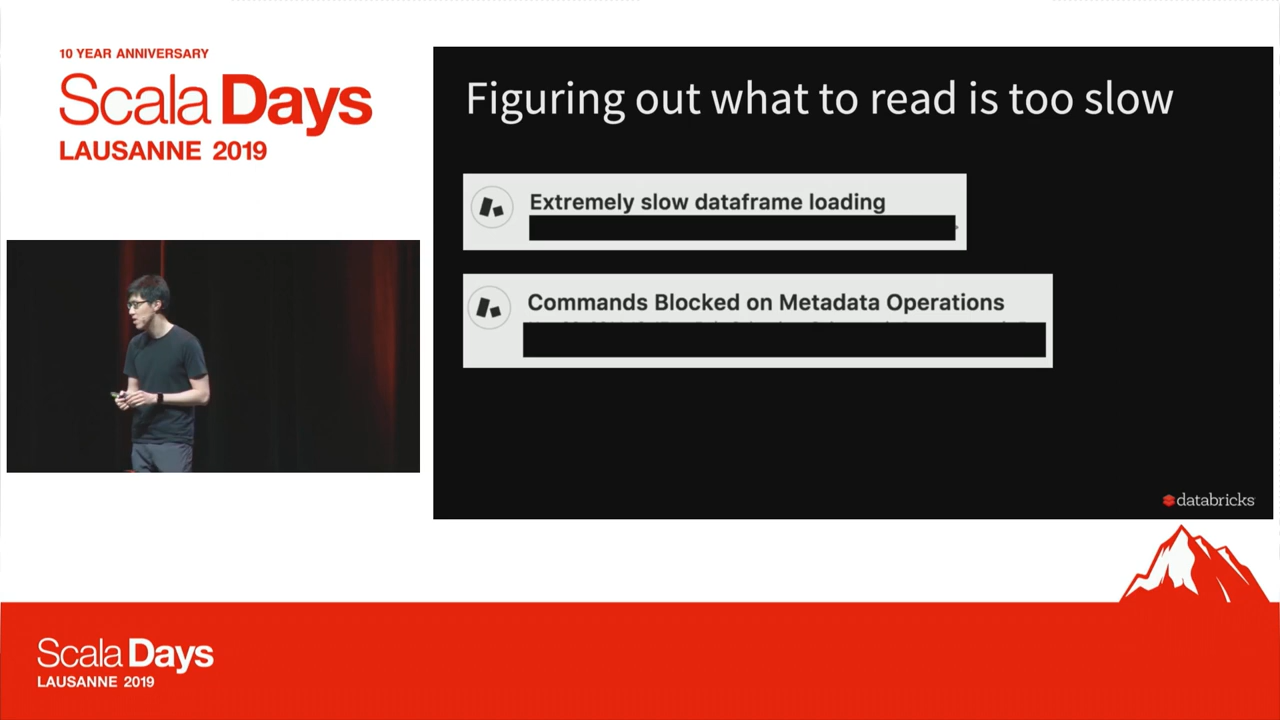 10 YEAR ANNIVERSARY
Scala Days
LAUSANNE 2019
Figuring out what to read is too slow
Extremely slow dataframe loading
Commands Blocked on Metadata Operations
databricks
Scala Days
LAUSANNE 2019